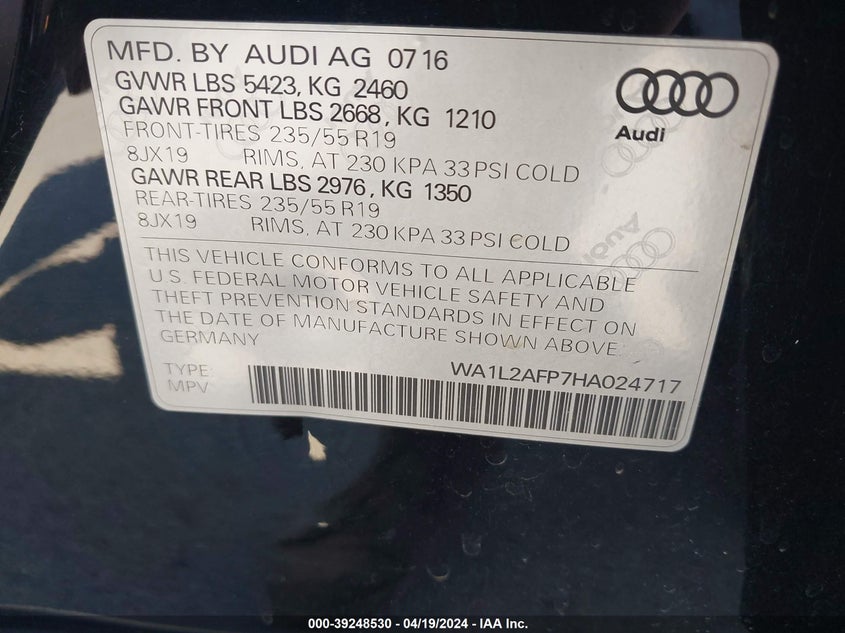 MFD. BY AUDI AG 0716
GVWR LBS 5423, KG 2460
GAWR FRONT LBS 2668, KG 1210
FRONT-TIRES 235/55 R19
8JX19 RIMS, AT 230 KPA 33 PSI COLD
GAWR REAR LBS 2976, KG 1350
REAR-TIRES 235/55 R19
8JX19 RIMS, AT 230 KPA 33 PSI COLD
Audi
Audi
THIS VEHICLE CONFORMS TO ALL APPLICABLE
U.S. FEDERAL MOTOR VEHICLE SAFETY AND
THEFT PREVENTION STANDARDS IN EFFECT ON
THE DATE OF MANUFACTURE SHOWN ABOVE.
GERMANY
TYPE: WA1L2AFP7HA024717
MPV
000-39248530 - 04/19/2024 - IAA Inc.